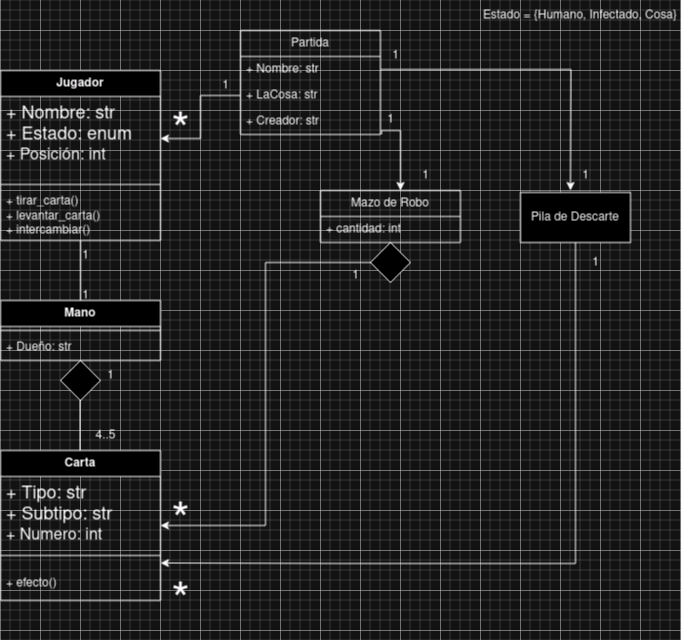 Estado = {Humano, Infectado, Cosa}
Partida
+ Nombre: str
+ LaCosa: str
+ Creador: str
1
1
1
*
1
1
Jugador
+ Nombre: str
+ Estado: enum
+ Posición: int
+ tirar_carta()
+ levantar_carta()
+ intercambiar()
Mazo de Robo
+ cantidad: int
1
Pila de Descarte
1
1
1
Mano
+ Dueño: str
1
4..5
Carta
+ Tipo: str
+ Subtipo: str
+ Numero: int
+ efecto()
*
*